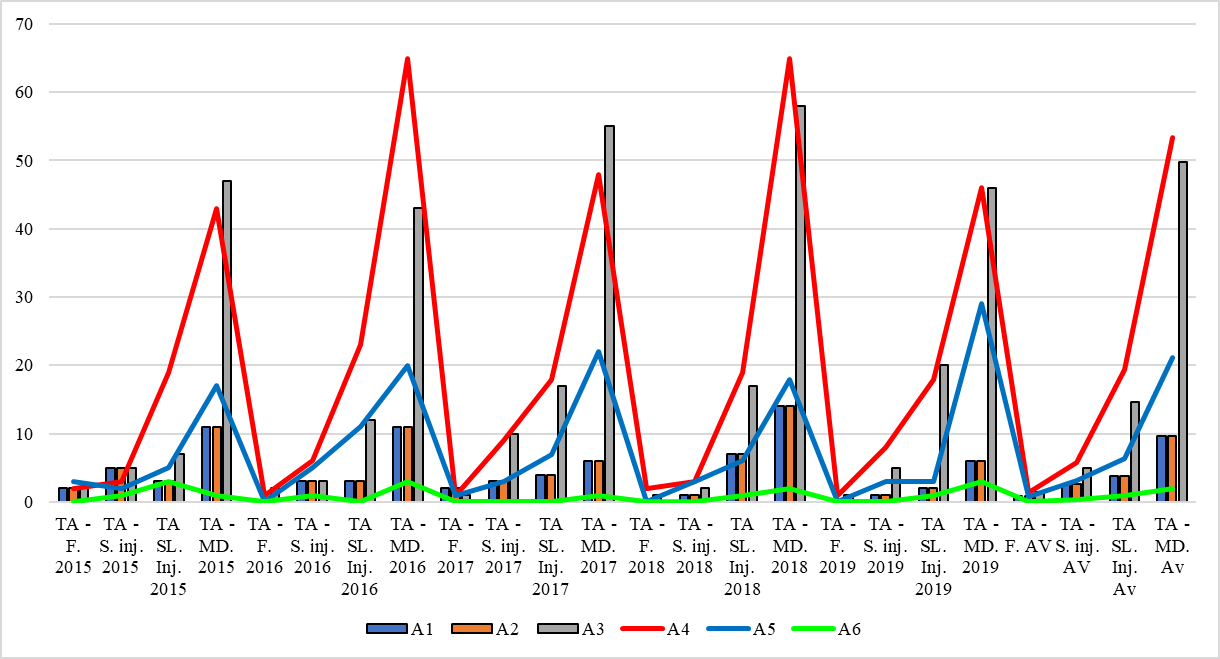 70
60
50
40
30
20
10
0
TA - F. 2015
TA - S. inj. 2015
TA SL. Inj. 2015
TA - MD. 2015
TA - F. 2016
TA - S. inj. 2016
TA SL. Inj. 2016
TA - MD. 2016
TA - F. 2017
TA - S. inj. 2017
TA SL. Inj. 2017
TA - MD. 2017
TA - F. 2018
TA - S. inj. 2018
TA SL. Inj. 2018
TA - MD. 2018
TA - F. 2019
TA - S. inj. 2019
TA SL. Inj. 2019
TA - MD. 2019
TA - F. AV
TA - S. inj. AV
TA SL. Inj. Av
TA - MD. Av
A1 A2 A3 A4 A5 A6